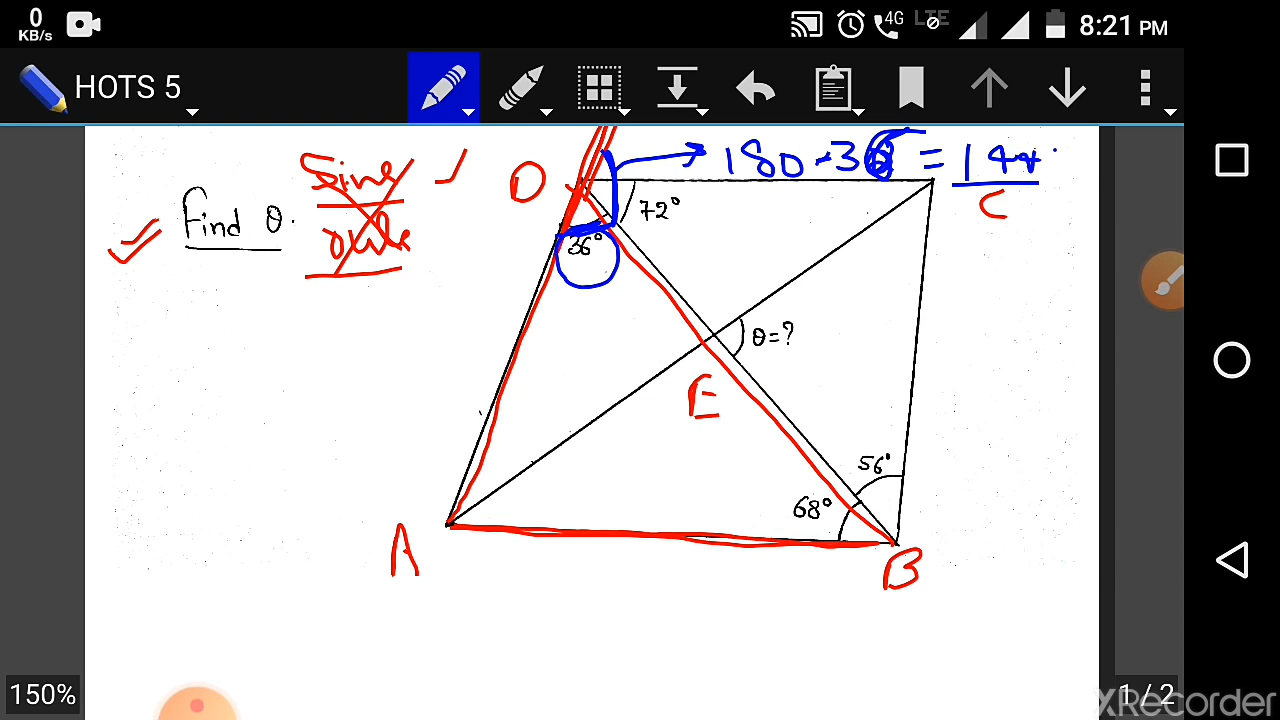 0
KB/s
4G
LTE
8:21 PM
HOTS 5
180-36 = 144
Sine
rule
Find θ.
D
72°
C
36°
θ=?
E
56°
68°
A
B
150%
1/2
XRecorder